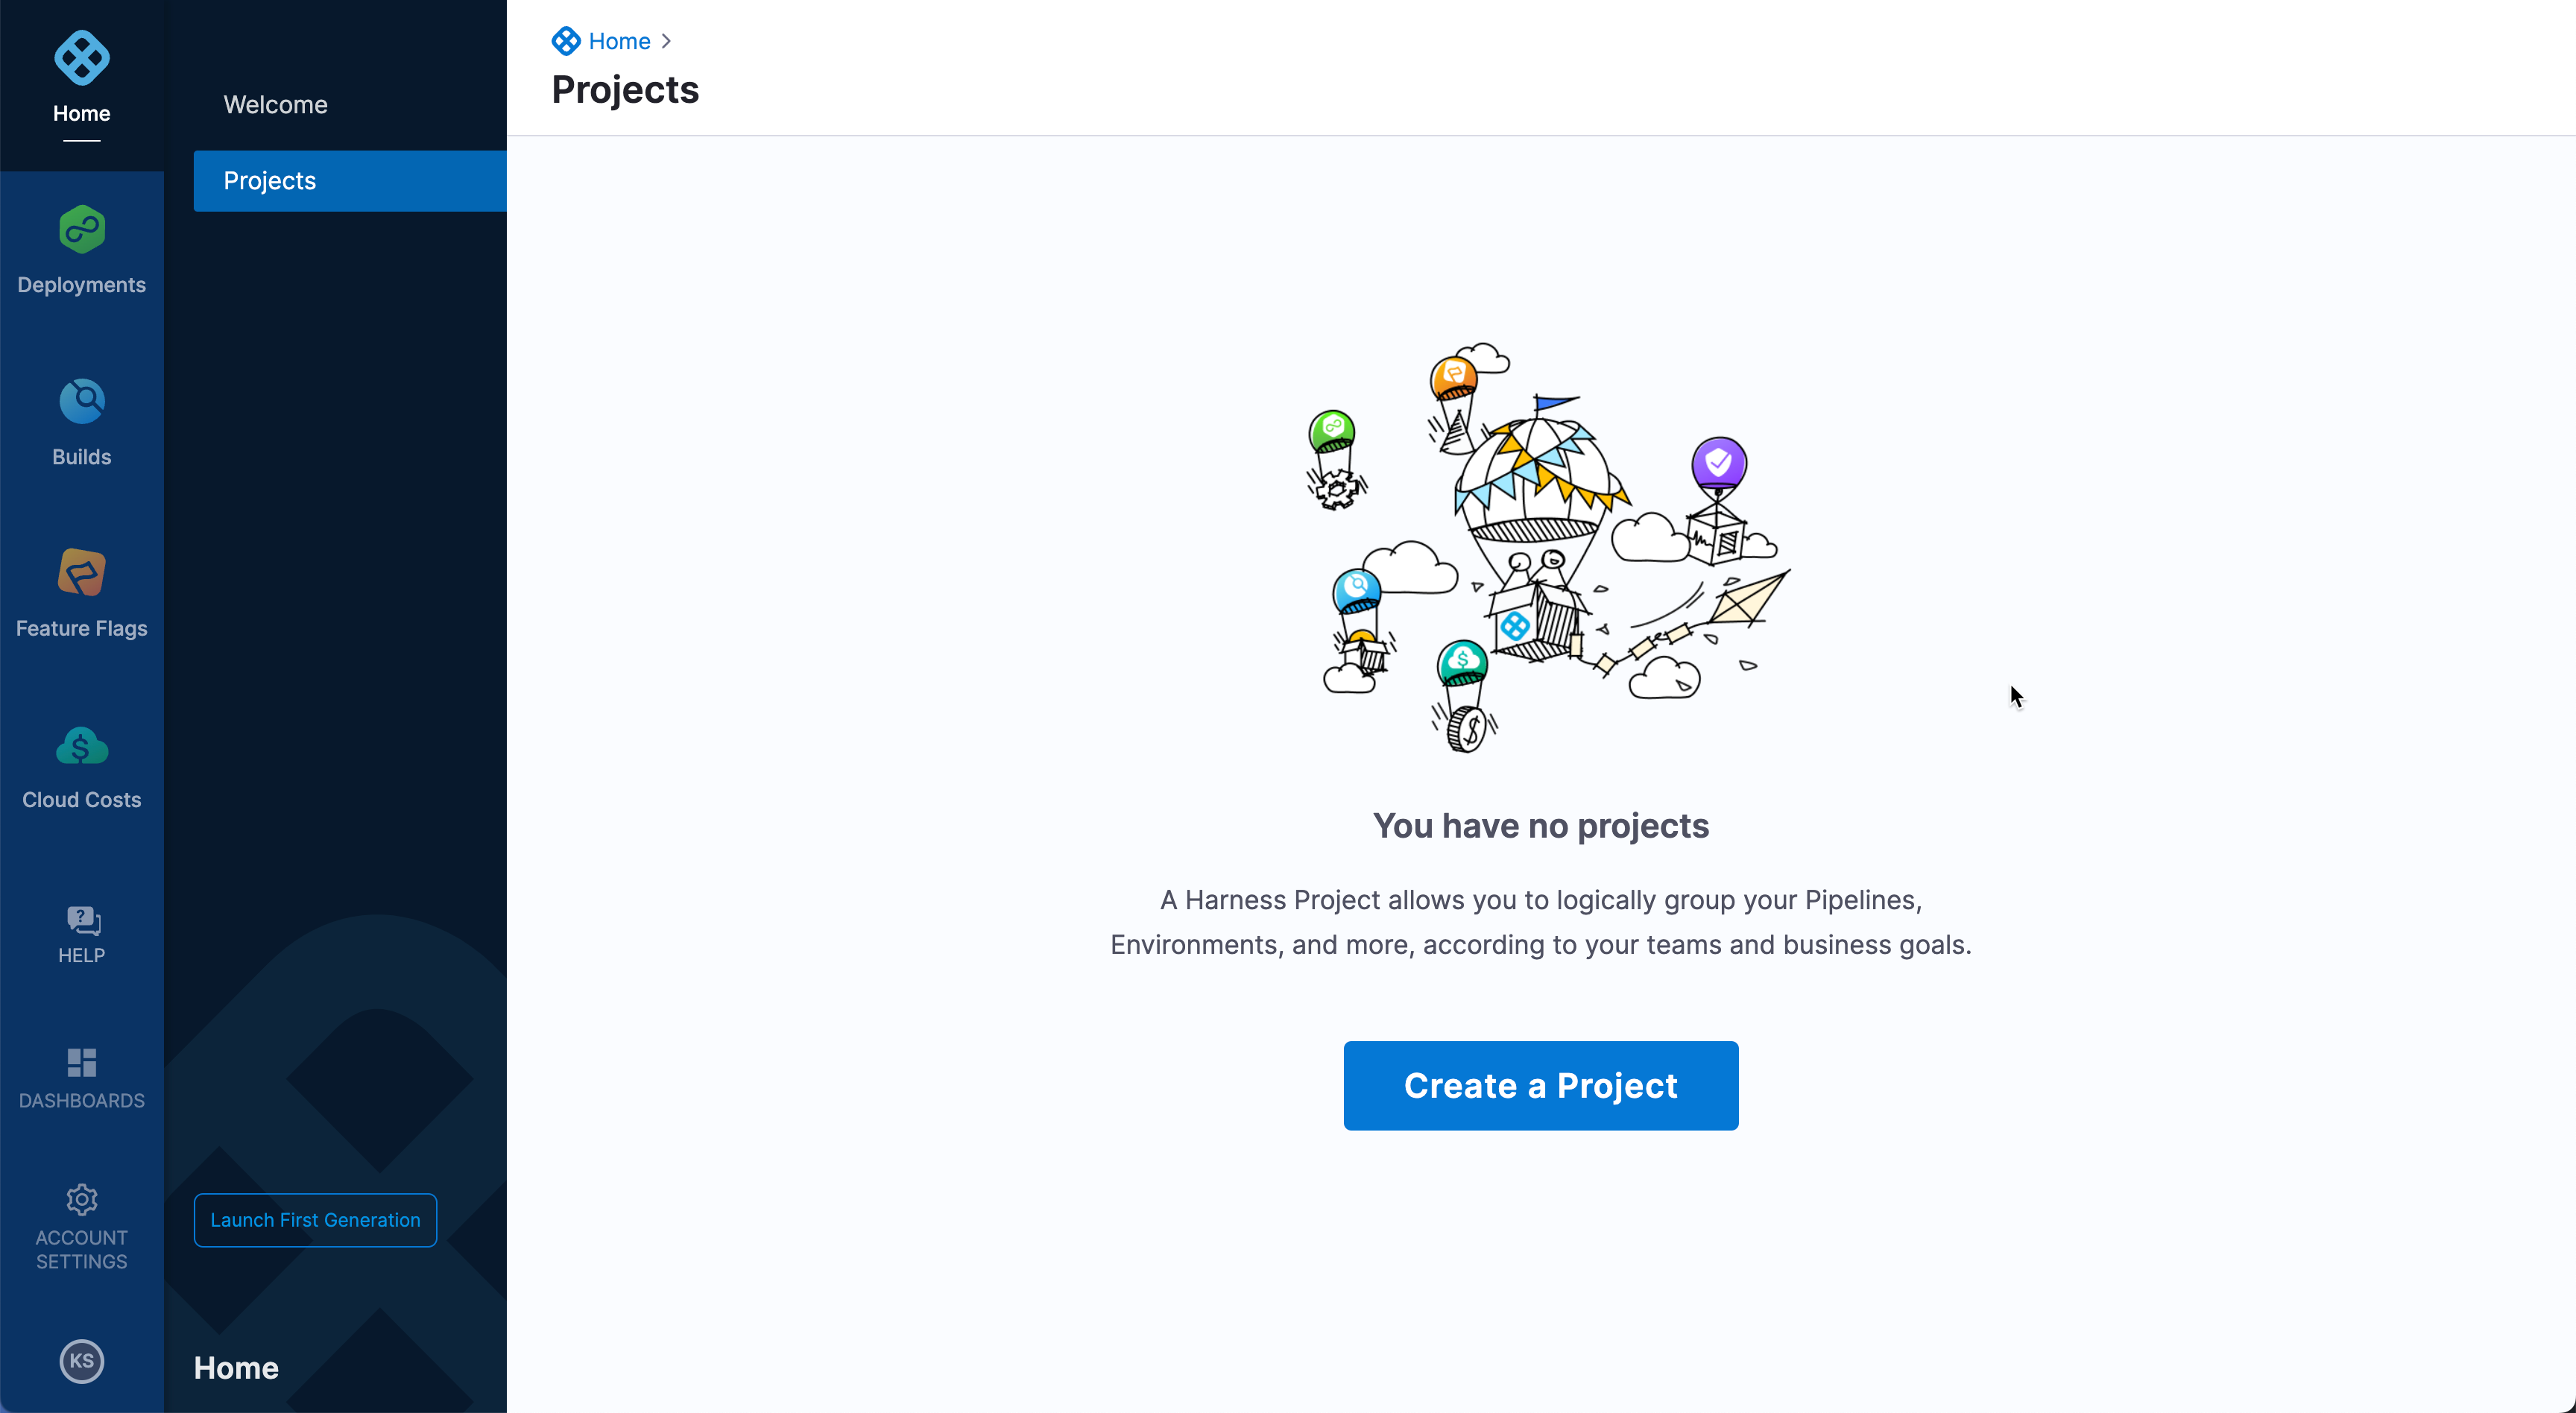 Home
Deployments
Builds
Feature Flags
Cloud Costs
HELP
DASHBOARDS
ACCOUNT
SETTINGS
KS
Welcome
Projects
Launch First Generation
Home
Home
Projects
You have no projects
A Harness Project allows you to logically group your Pipelines,
Environments, and more, according to your teams and business goals.
Create a Project